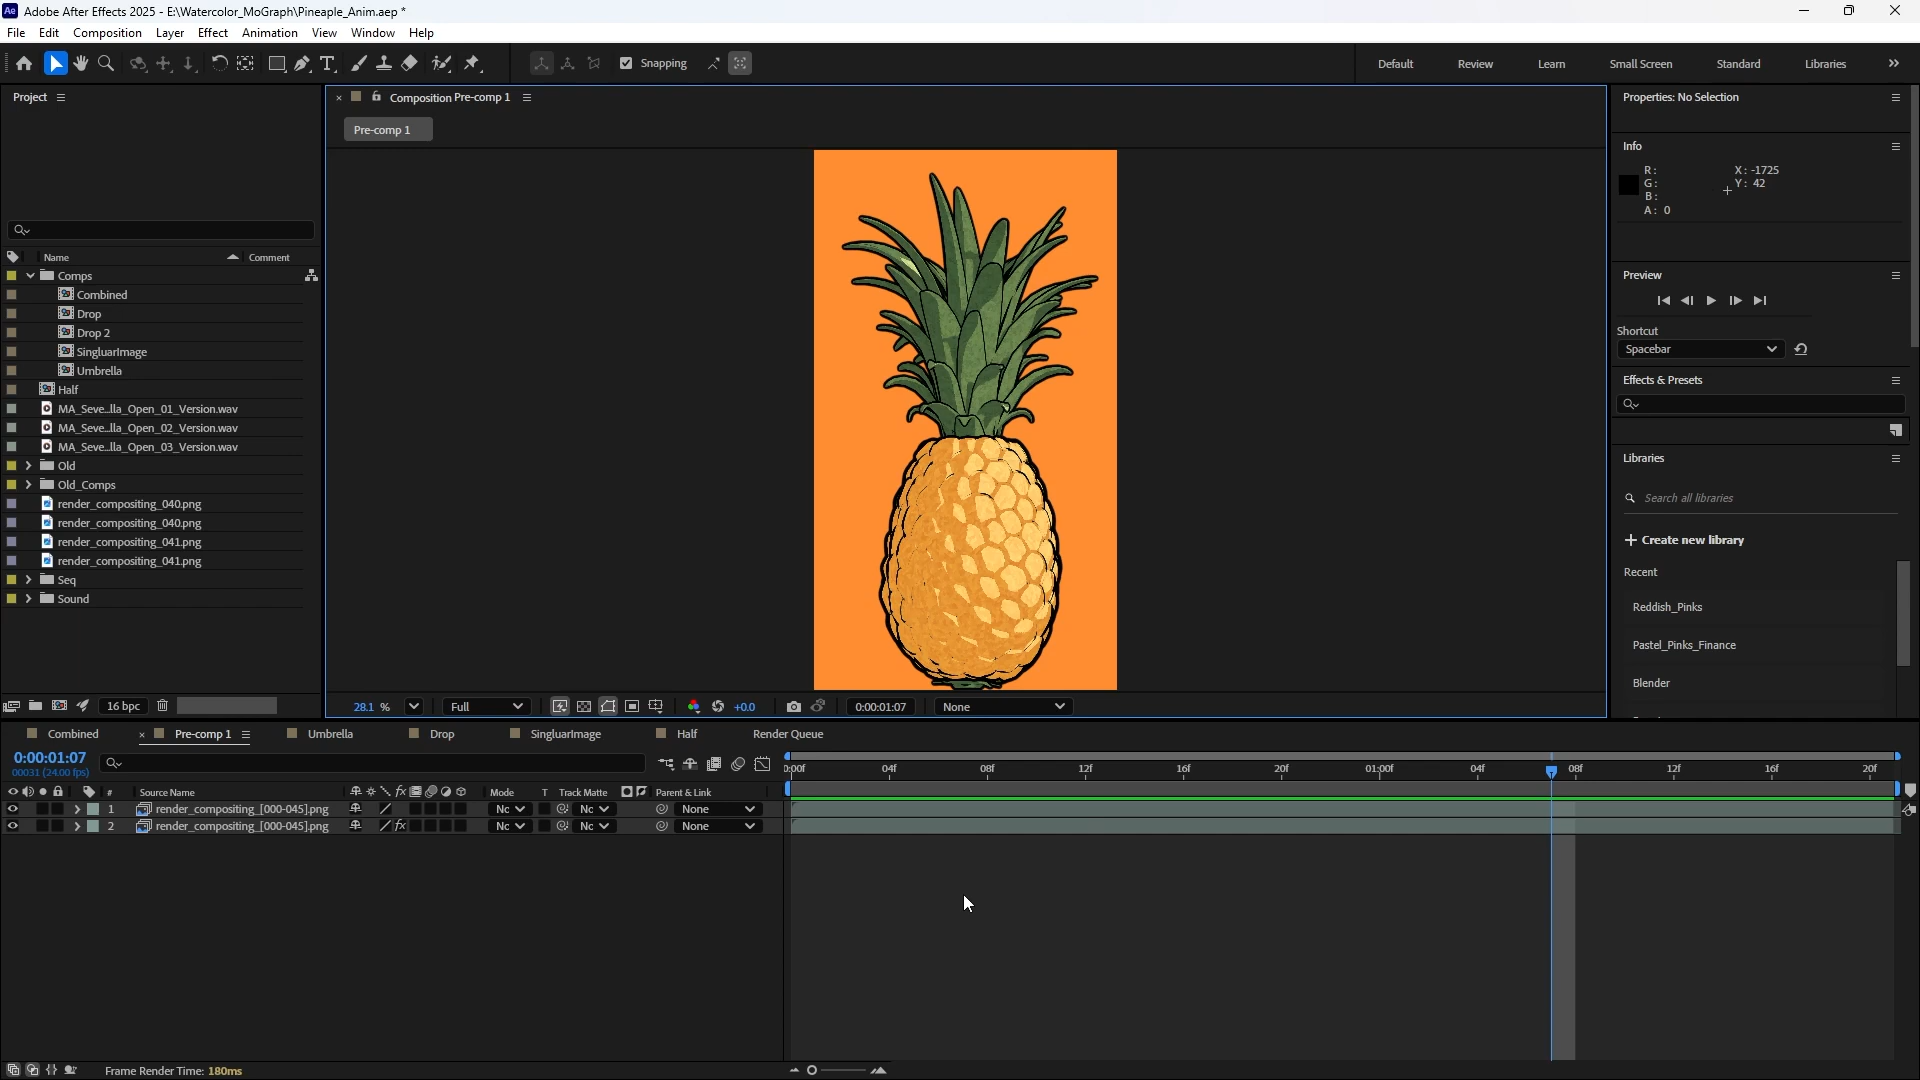 Ae Adobe After Effects 2025 - E:\Watercolor_MoGraph\Pineaple_Anim.aep *
File Edit Composition Layer Effect Animation View Window Help
Snapping Default Review Learn Small Screen Standard Libraries
Project
Name Comment
Comps
Combined
Drop
Drop 2
SingluarImage
Umbrella
Half
MA_Seve...lla_Open_01_Version.wav
MA_Seve...lla_Open_02_Version.wav
MA_Seve...lla_Open_03_Version.wav
Old
Old_Comps
render_compositing_040.png
render_compositing_040.png
render_compositing_041.png
render_compositing_041.png
Seq
Sound
16 bpc
Composition Pre-comp 1
Pre-comp 1
28.1 % Full +0.0 0:00:01:07 None
Properties: No Selection
Info
R: X: -1725
G: Y: 42
B:
A: 0
Preview
Shortcut
Spacebar
Effects & Presets
Libraries
Search all libraries
+ Create new library
Recent
Reddish_Pinks
Pastel_Pinks_Finance
Blender
Combined Pre-comp 1 Umbrella Drop SingluarImage Half Render Queue
0:00:01:07
00031 (24.00 fps)
0:00f 04f 08f 12f 16f 20f 01:00f 04f 08f 12f 16f 20f
# Source Name fx Mode T Track Matte Parent & Link
1 render_compositing_[000-045].png Nc Nc None
2 render_compositing_[000-045].png fx Nc Nc None
Frame Render Time: 180ms